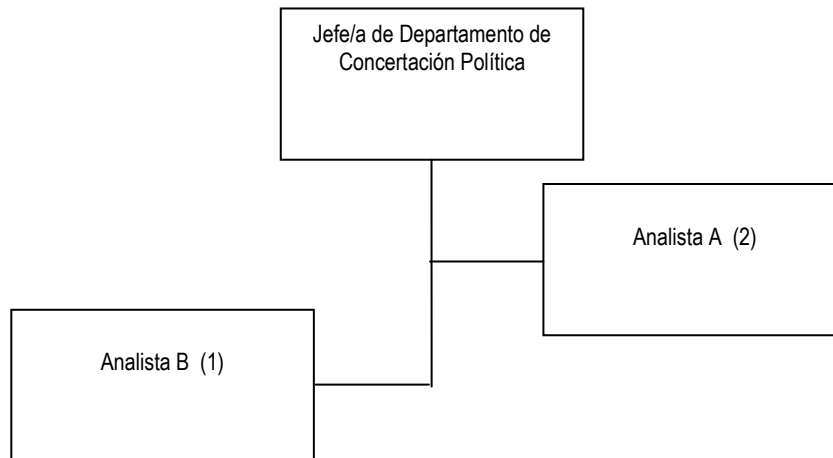 Jefe/a de Departamento de
Concertación Política
Analista A (2)
Analista B (1)